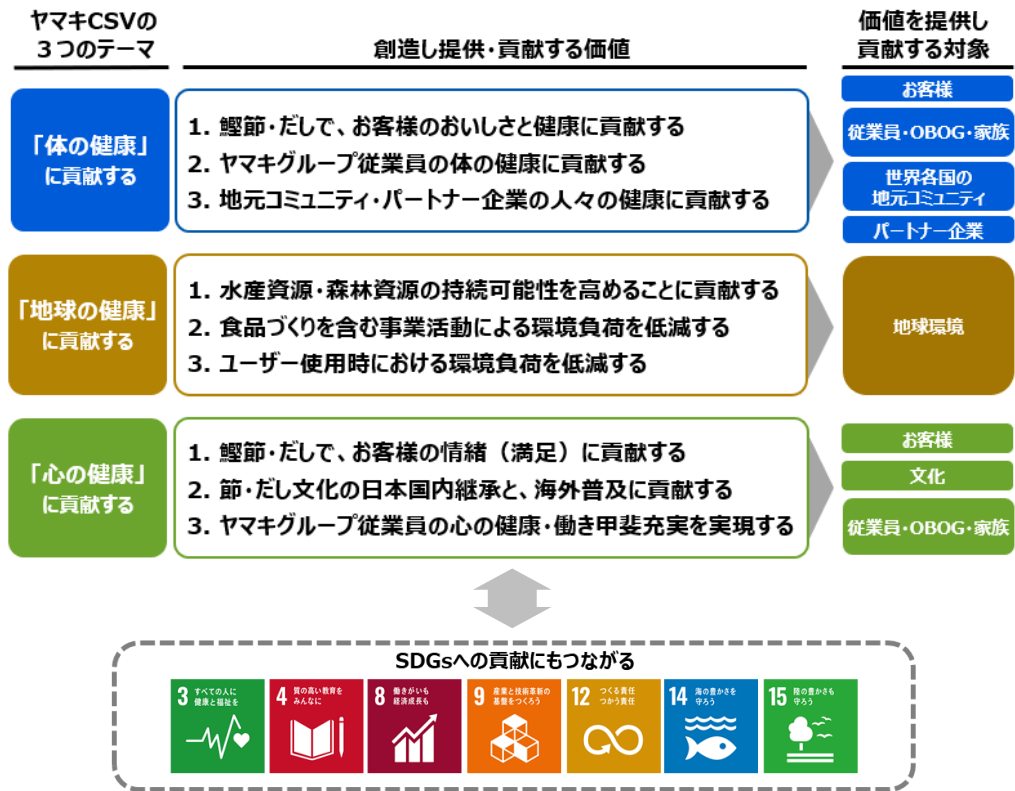 ヤマキCSVの
３つのテーマ
創造し提供・貢献する価値
価値を提供し
貢献する対象
「体の健康」
に貢献する
1. 鰹節・だしで、お客様のおいしさと健康に貢献する
2. ヤマキグループ従業員の体の健康に貢献する
3. 地元コミュニティ・パートナー企業の人々の健康に貢献する
お客様
従業員・OBOG・家族
世界各国の
地元コミュニティ
パートナー企業
「地球の健康」
に貢献する
1. 水産資源・森林資源の持続可能性を高めることに貢献する
2. 食品づくりを含む事業活動による環境負荷を低減する
3. ユーザー使用時における環境負荷を低減する
地球環境
「心の健康」
に貢献する
1. 鰹節・だしで、お客様の情緒（満足）に貢献する
2. 節・だし文化の日本国内継承と、海外普及に貢献する
3. ヤマキグループ従業員の心の健康・働き甲斐充実を実現する
お客様
文化
従業員・OBOG・家族
SDGsへの貢献にもつながる
3 すべての人に
健康と福祉を
4 質の高い教育を
みんなに
8 働きがいも
経済成長も
9 産業と技術革新の
基盤をつくろう
12 つくる責任
つかう責任
14 海の豊かさを
守ろう
15 陸の豊かさも
守ろう